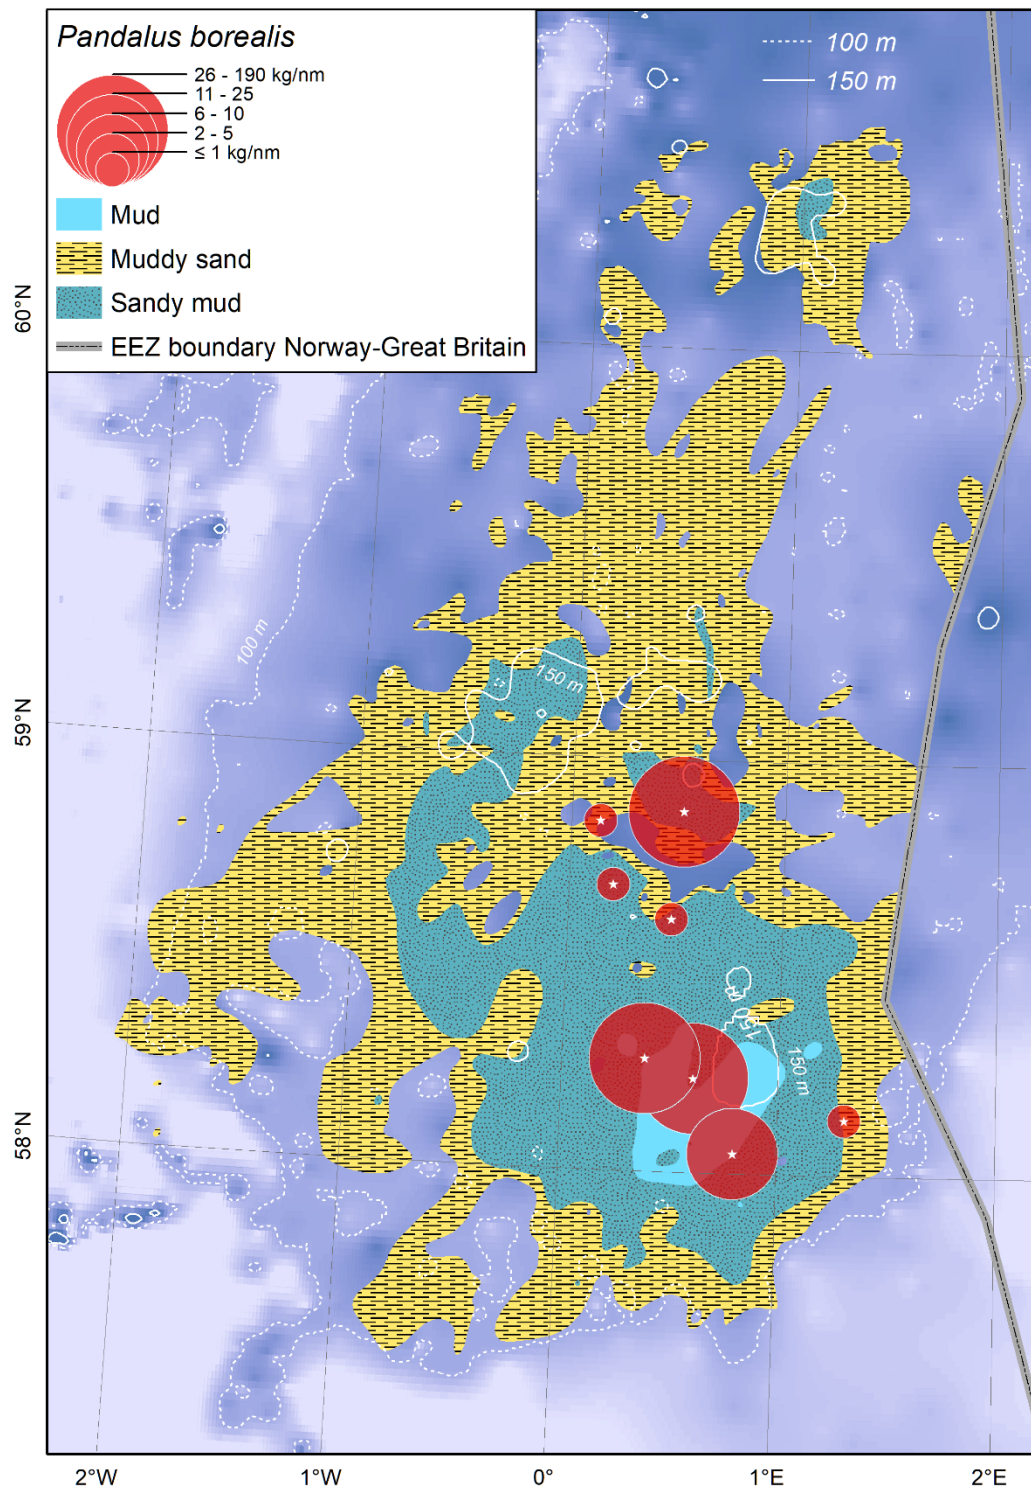 Pandalus borealis
26 - 190 kg/nm
11 - 25
6 - 10
2 - 5
≤ 1 kg/nm
Mud
Muddy sand
Sandy mud
EEZ boundary Norway-Great Britain
100 m
150 m
60°N
59°N
58°N
100 m
150 m
150
150 m
2°W
1°W
0°
1°E
2°E